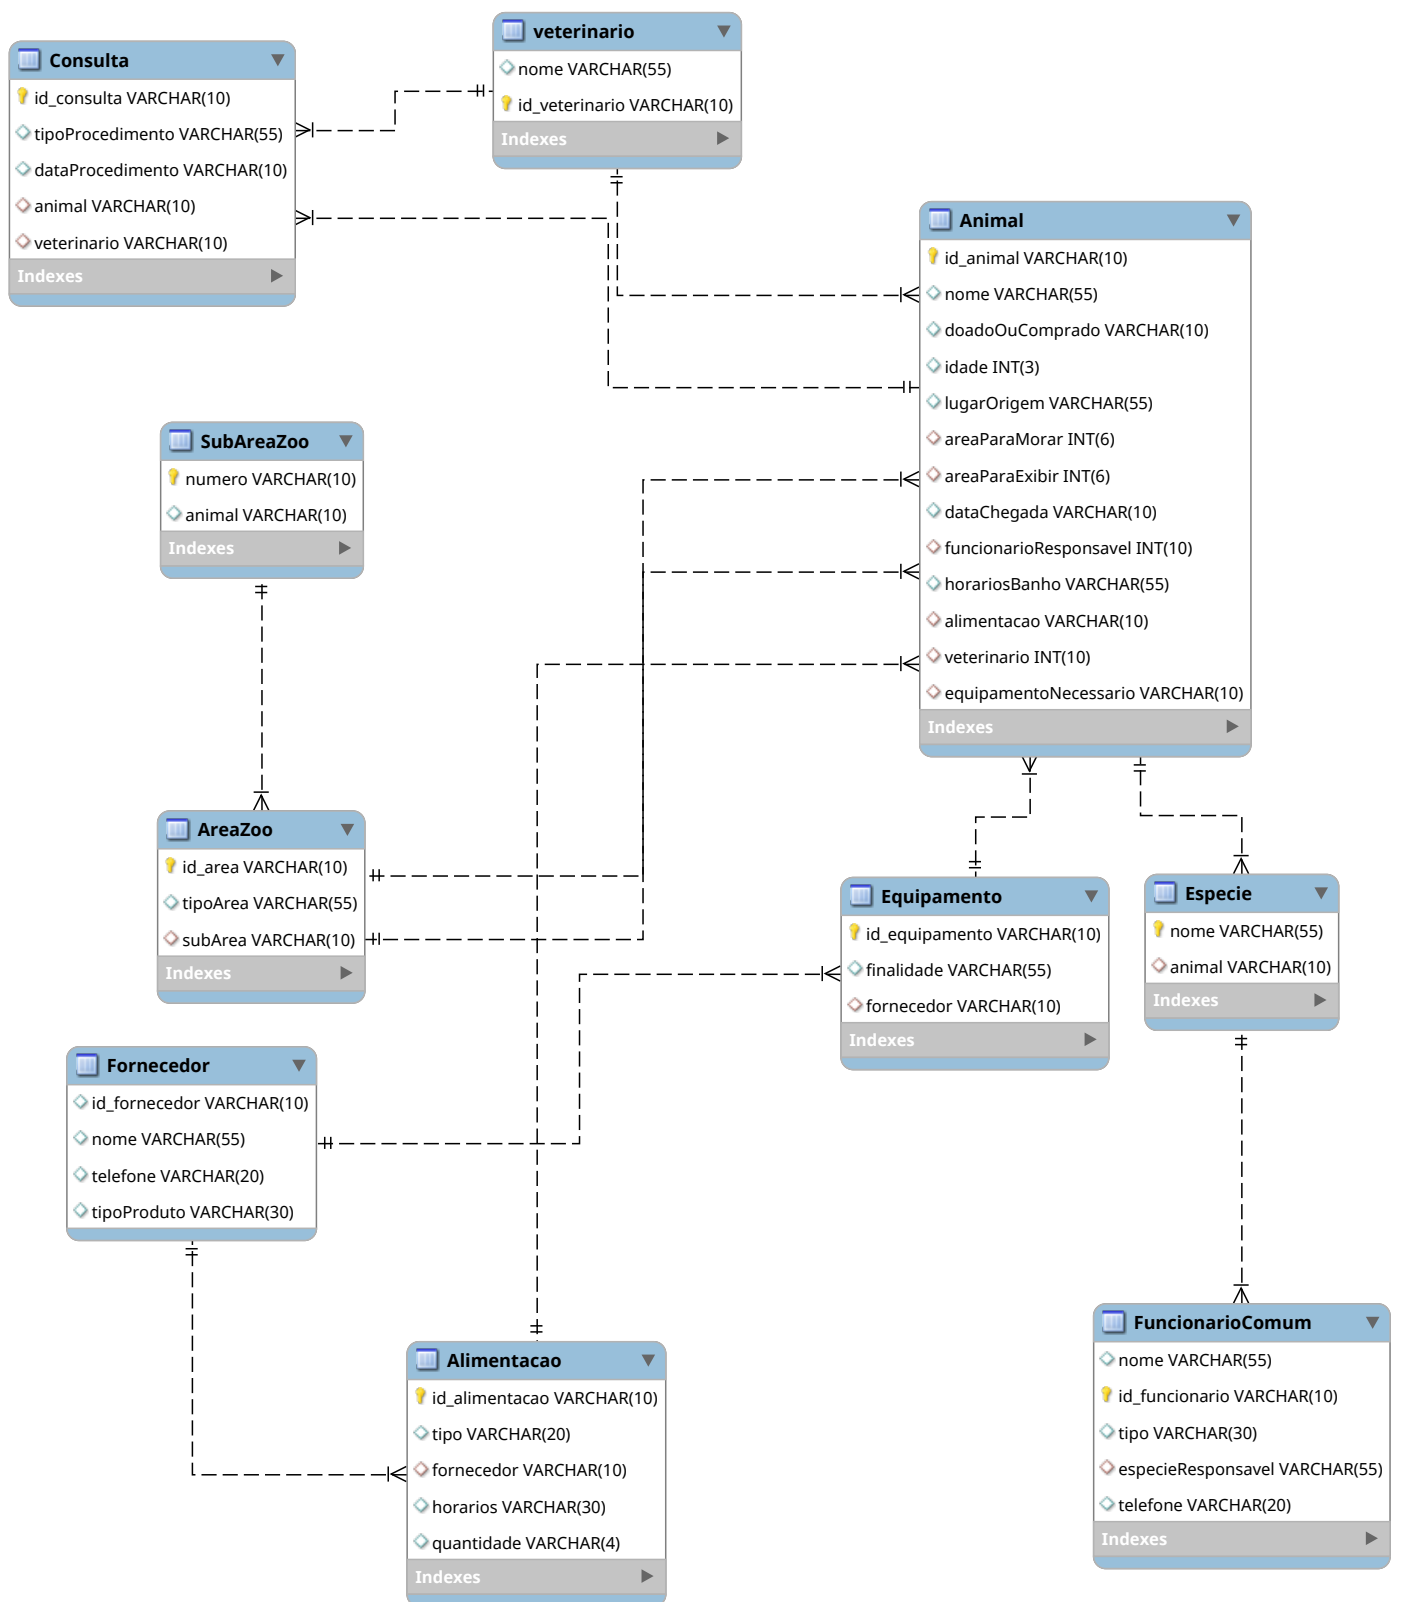 Consulta
id_consulta VARCHAR(10)
tipoProcedimento VARCHAR(55)
dataProcedimento VARCHAR(10)
animal VARCHAR(10)
veterinario VARCHAR(10)
Indexes
veterinario
nome VARCHAR(55)
id_veterinario VARCHAR(10)
Indexes
Animal
id_animal VARCHAR(10)
nome VARCHAR(55)
doadoOuComprado VARCHAR(10)
idade INT(3)
lugarOrigem VARCHAR(55)
areaParaMorar INT(6)
areaParaExibir INT(6)
dataChegada VARCHAR(10)
funcionarioResponsavel INT(10)
horariosBanho VARCHAR(55)
alimentacao VARCHAR(10)
veterinario INT(10)
equipamentoNecessario VARCHAR(10)
Indexes
SubAreaZoo
numero VARCHAR(10)
animal VARCHAR(10)
Indexes
AreaZoo
id_area VARCHAR(10)
tipoArea VARCHAR(55)
subArea VARCHAR(10)
Indexes
Equipamento
id_equipamento VARCHAR(10)
finalidade VARCHAR(55)
fornecedor VARCHAR(10)
Indexes
Especie
nome VARCHAR(55)
animal VARCHAR(10)
Indexes
Fornecedor
id_fornecedor VARCHAR(10)
nome VARCHAR(55)
telefone VARCHAR(20)
tipoProduto VARCHAR(30)
Alimentacao
id_alimentacao VARCHAR(10)
tipo VARCHAR(20)
fornecedor VARCHAR(10)
horarios VARCHAR(30)
quantidade VARCHAR(4)
Indexes
FuncionarioComum
nome VARCHAR(55)
id_funcionario VARCHAR(10)
tipo VARCHAR(30)
especieResponsavel VARCHAR(55)
telefone VARCHAR(20)
Indexes